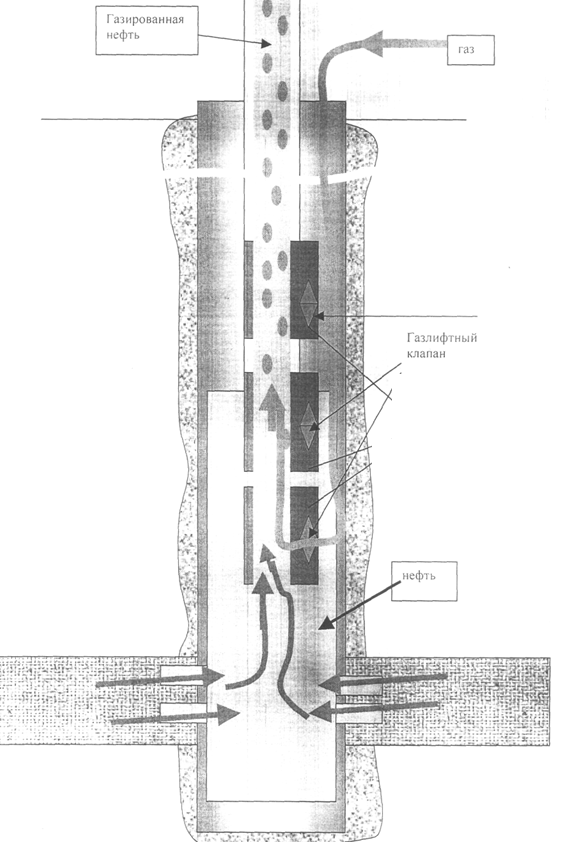 Газированная
нефть
газ
Газлифтный
клапан
нефть